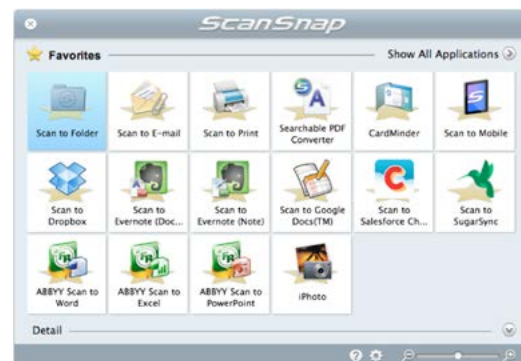 ScanSnap
Favorites
Show All Applications
Scan to Folder
Scan to E-mail
Scan to Print
Searchable PDF
Converter
CardMinder
Scan to Mobile
Scan to
Dropbox
Scan to
Evernote (Doc...
Scan to
Evernote (Note)
Scan to Google
Docs(TM)
Scan to
Salesforce Ch...
Scan to
SugarSync
ABBYY Scan to
Word
ABBYY Scan to
Excel
ABBYY Scan to
PowerPoint
iPhoto
Detail